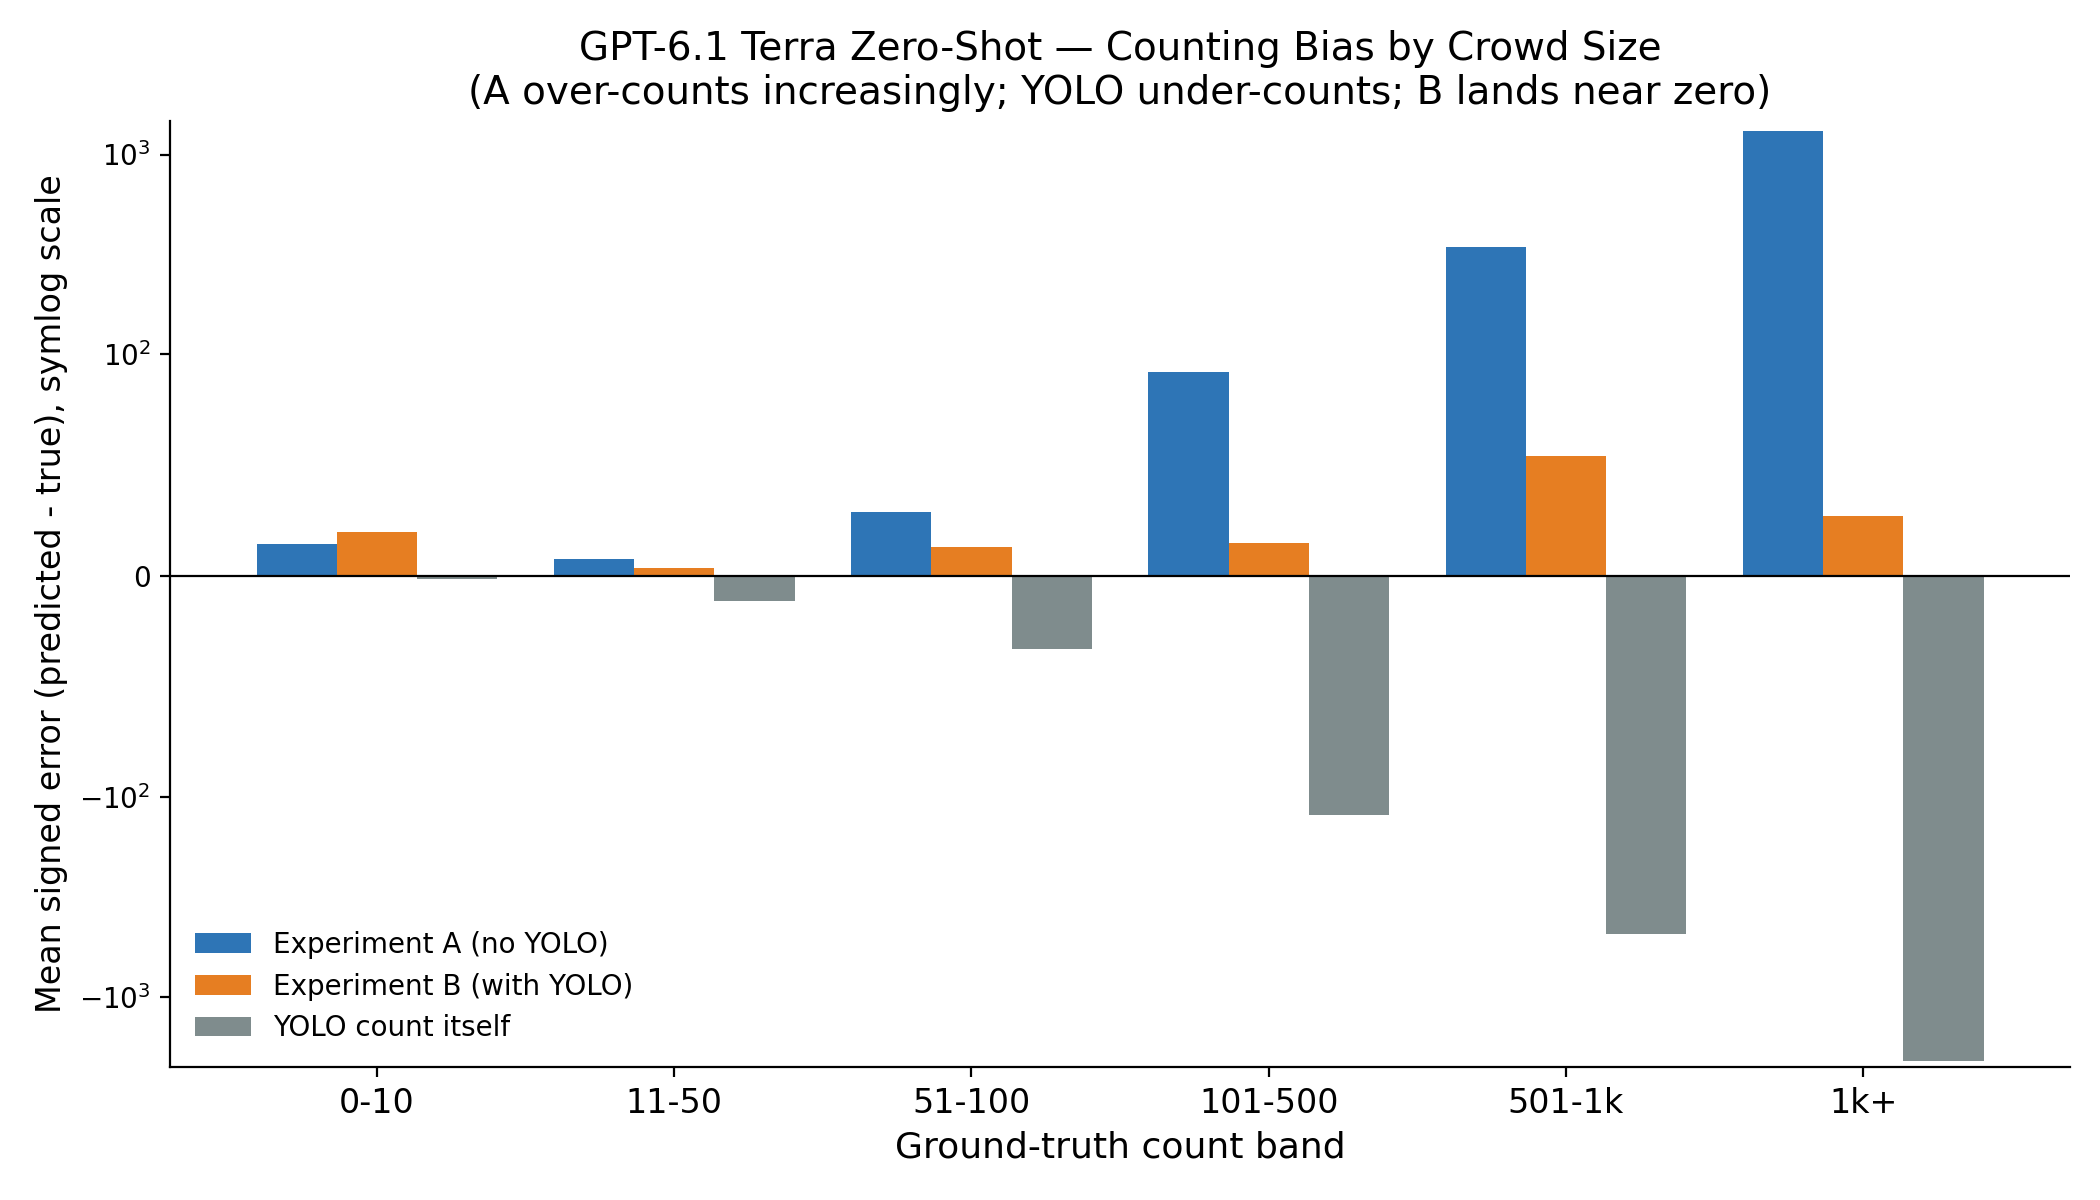 GPT-6.1 Terra Zero-Shot — Counting Bias by Crowd Size
(A over-counts increasingly; YOLO under-counts; B lands near zero)
Mean signed error (predicted - true), symlog scale
10³
10²
0
−10²
−10³
Experiment A (no YOLO)
Experiment B (with YOLO)
YOLO count itself
0-10 11-50 51-100 101-500 501-1k 1k+
Ground-truth count band